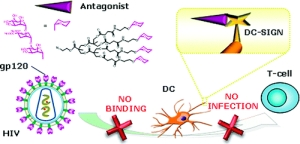 Antagonist
=
gp120
HIV
NO
BINDING
DC
NO
INFECTION
DC-SIGN
T-cell